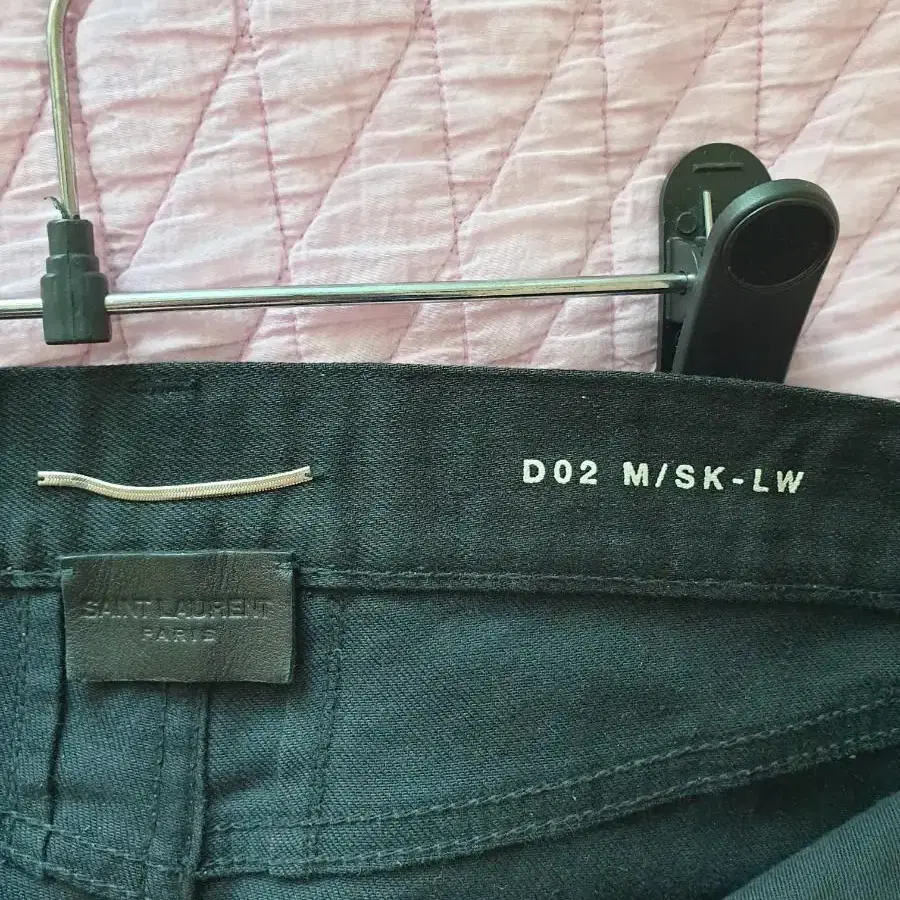 D02 M/SK-LW
SAINT LAURENT
PARIS